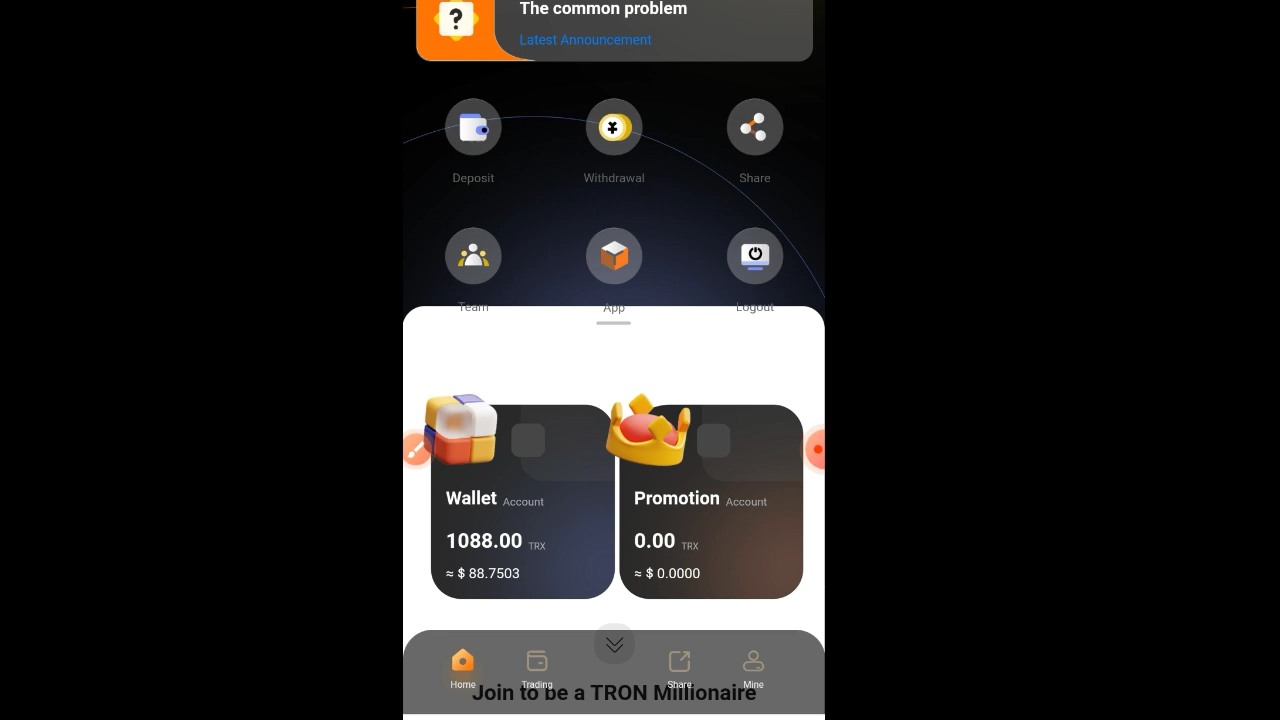 The common problem
Latest Announcement
Deposit
Withdrawal
Share
Team
App
Logout
Wallet Account
1088.00 TRX
≈ $ 88.7503
Promotion Account
0.00 TRX
≈ $ 0.0000
Home
Trading
Share
Mine
Join to be a TRON Millionaire